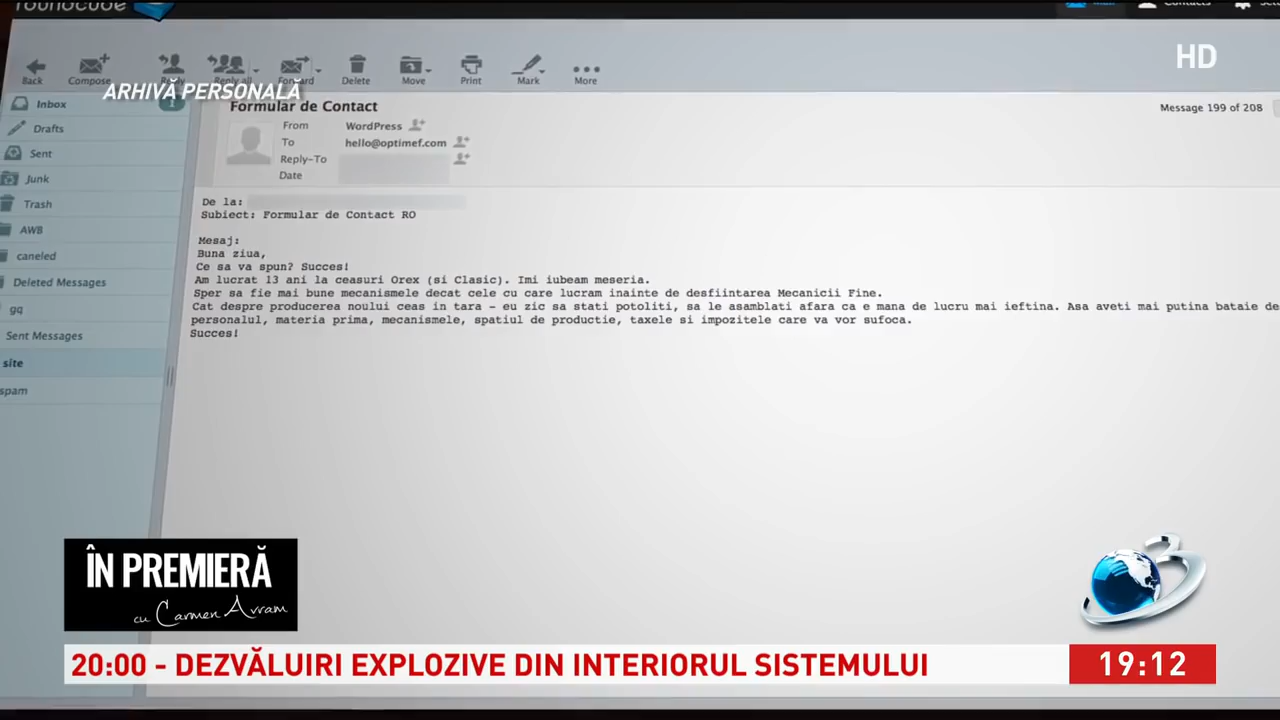 roundcube
Contacts
HD
Back
Compose
Reply
Reply all
Forward
Delete
Move
Print
Mark
More
ARHIVĂ PERSONALĂ
Inbox
1
Drafts
Sent
Junk
Trash
AWB
caneled
Deleted Messages
gg
Sent Messages
site
spam
Formular de Contact
Message 199 of 208
From WordPress
To hello@optimef.com
Reply-To
Date
De la:
Subiect: Formular de Contact RO
Mesaj:
Buna ziua,
Ce sa va spun? Succes!
Am lucrat 13 ani la ceasuri Orex (si Clasic). Imi iubeam meseria.
Sper sa fie mai bune mecanismele decat cele cu care lucram inainte de desfiintarea Mecanicii Fine.
Cat despre producerea noului ceas in tara - eu zic sa stati potoliti, sa le asamblati afara ca e mana de lucru mai ieftina. Asa aveti mai putina bataie de
personalul, materia prima, mecanismele, spatiul de productie, taxele si impozitele care va vor sufoca.
Succes!
ÎN PREMIERĂ
cu Carmen Avram
3
20:00 - DEZVĂLUIRI EXPLOZIVE DIN INTERIORUL SISTEMULUI
19:12